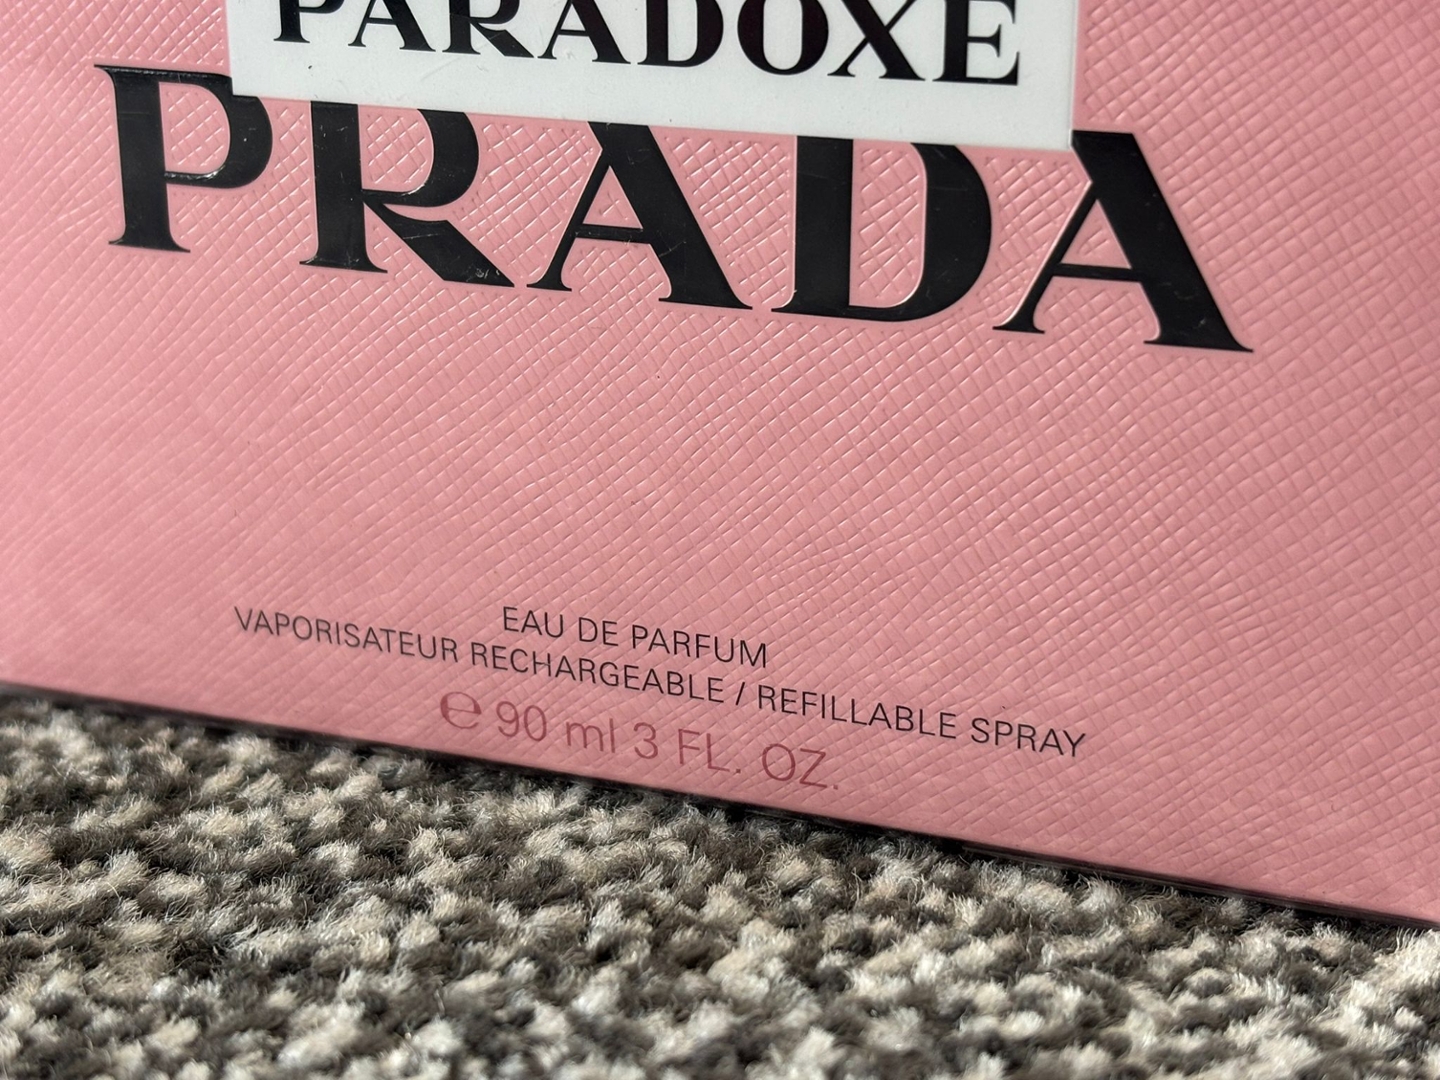 PARADOXE
PRADA
EAU DE PARFUM
VAPORISATEUR RECHARGEABLE / REFILLABLE SPRAY
℮ 90 ml 3 FL. OZ.